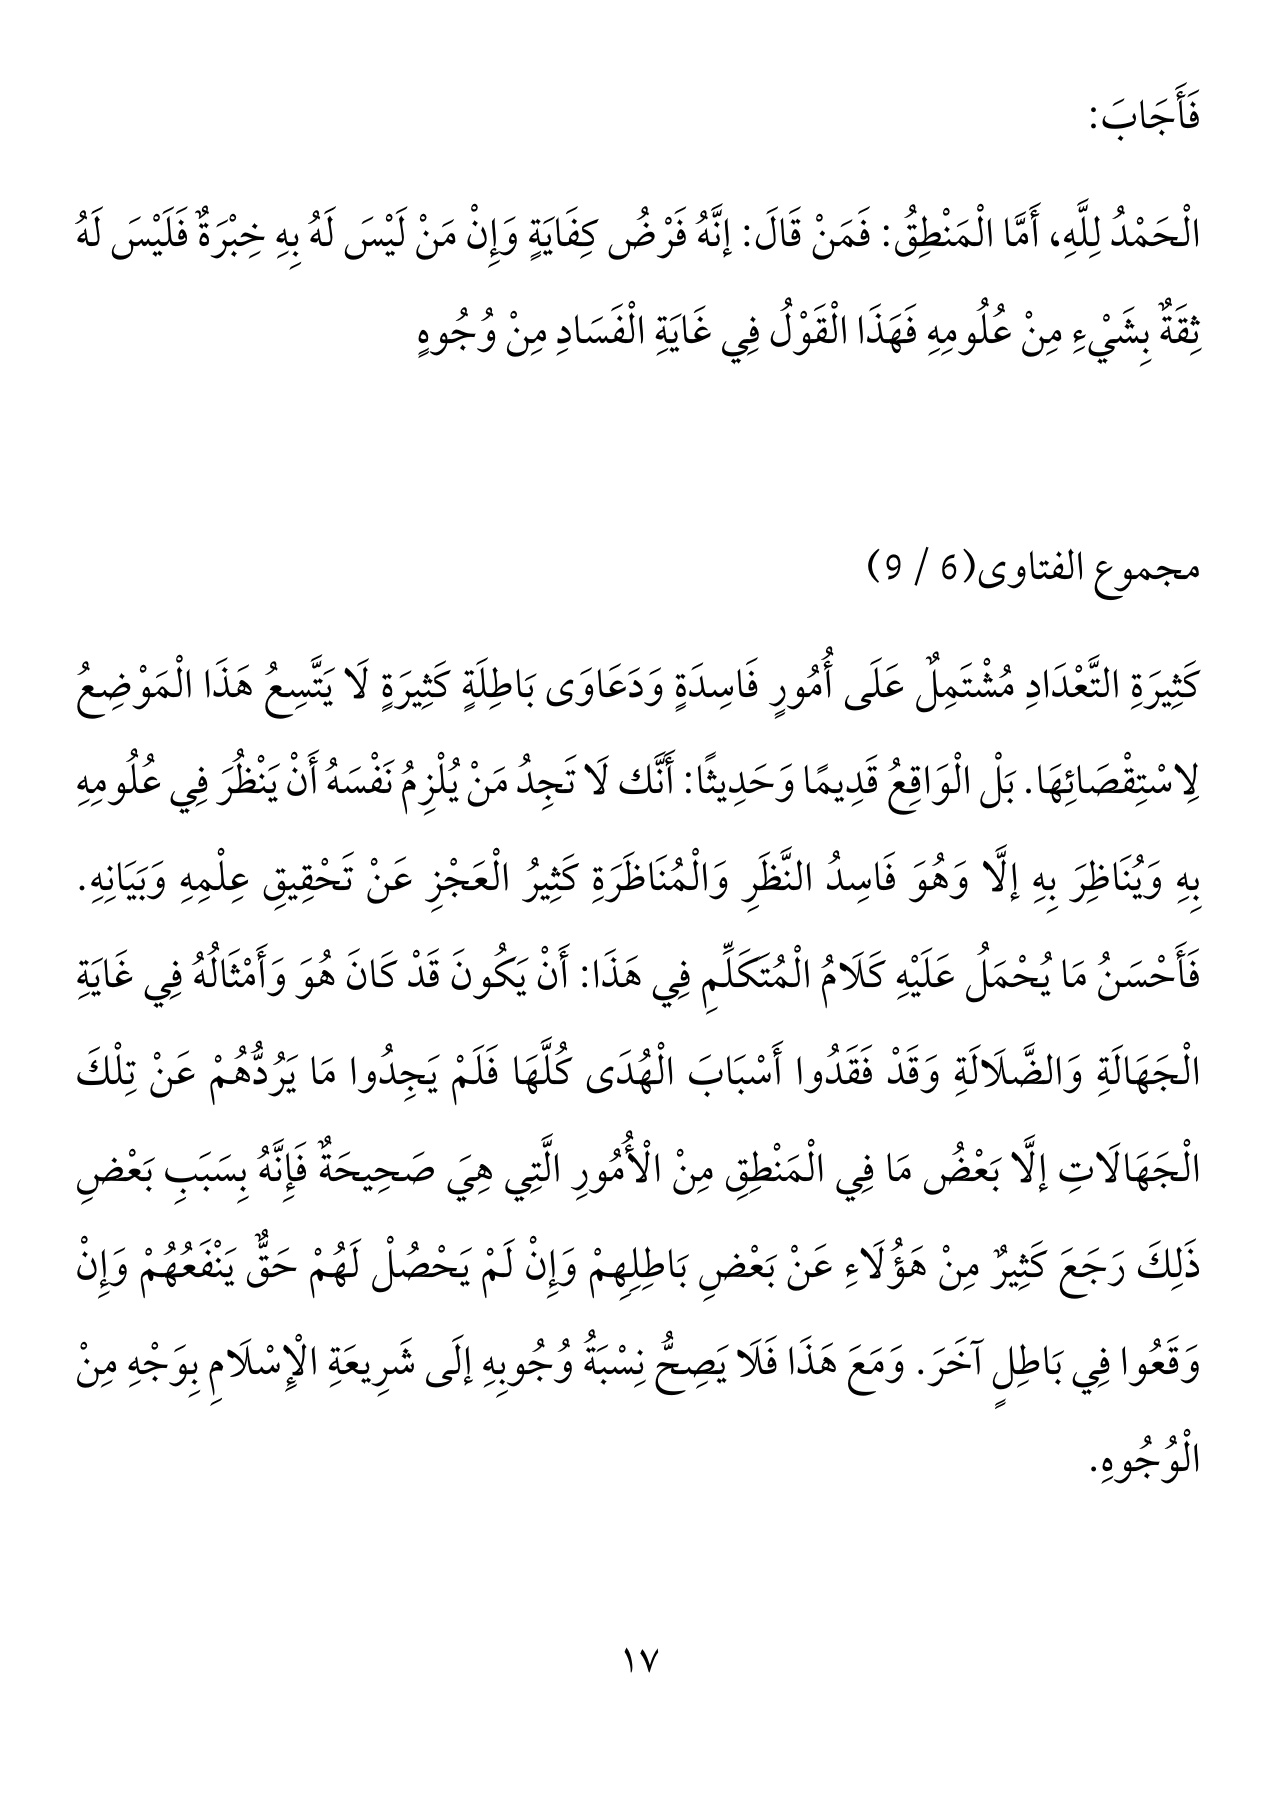 فَأَجَابَ:
الْحَمْدُ لِلَّهِ، أَمَّا الْمَنْطِقُ: فَمَنْ قَالَ: إنَّهُ فَرْضُ كِفَايَةٍ وَإِنْ مَنْ لَيْسَ لَهُ بِهِ خِبْرَةٌ فَلَيْسَ لَهُ
ثِقَةٌ بِشَيْءِ مِنْ عُلُومِهِ فَهَذَا الْقَوْلُ فِي غَايَةِ الْفَسَادِ مِنْ وُجُوهٍ
مجموع الفتاوى(6 / 9)
كَثِيرَةِ التَّعْدَادِ مُشْتَمِلٌ عَلَى أُمُورٍ فَاسِدَةٍ وَدَعَاوَى بَاطِلَةٍ كَثِيرَةٍ لَا يَتَّسِعُ هَذَا الْمَوْضِعُ
لِاسْتِقْصَائِهَا. بَلْ الْوَاقِعُ قَدِيمًا وَحَدِيثًا: أَنَّك لَا تَجِدُ مَنْ يُلْزِمُ نَفْسَهُ أَنْ يَنْظُرَ فِي عُلُومِهِ
بِهِ وَيُنَاظِرَ بِهِ إلَّا وَهُوَ فَاسِدُ النَّظَرِ وَالْمُنَاظَرَةِ كَثِيرُ الْعَجْزِ عَنْ تَحْقِيقِ عِلْمِهِ وَبَيَانِهِ.
فَأَحْسَنُ مَا يُحْمَلُ عَلَيْهِ كَلَامُ الْمُتَكَلِّمِ فِي هَذَا: أَنْ يَكُونَ قَدْ كَانَ هُوَ وَأَمْثَالُهُ فِي غَايَةِ
الْجَهَالَةِ وَالضَّلَالَةِ وَقَدْ فَقَدُوا أَسْبَابَ الْهُدَى كُلَّهَا فَلَمْ يَجِدُوا مَا يَرُدُّهُمْ عَنْ تِلْكَ
الْجَهَالَاتِ إلَّا بَعْضُ مَا فِي الْمَنْطِقِ مِنْ الْأُمُورِ الَّتِي هِيَ صَحِيحَةٌ فَإِنَّهُ بِسَبَبِ بَعْضِ
ذَلِكَ رَجَعَ كَثِيرٌ مِنْ هَؤُلَاءِ عَنْ بَعْضِ بَاطِلِهِمْ وَإِنْ لَمْ يَحْصُلْ لَهُمْ حَقٌّ يَنْفَعُهُمْ وَإِنْ
وَقَعُوا فِي بَاطِلٍ آخَرَ. وَمَعَ هَذَا فَلَا يَصِحُّ نِسْبَةُ وُجُوبِهِ إلَى شَرِيعَةِ الْإِسْلَامِ بِوَجْهِ مِنْ
الْوُجُوهِ.
١٧